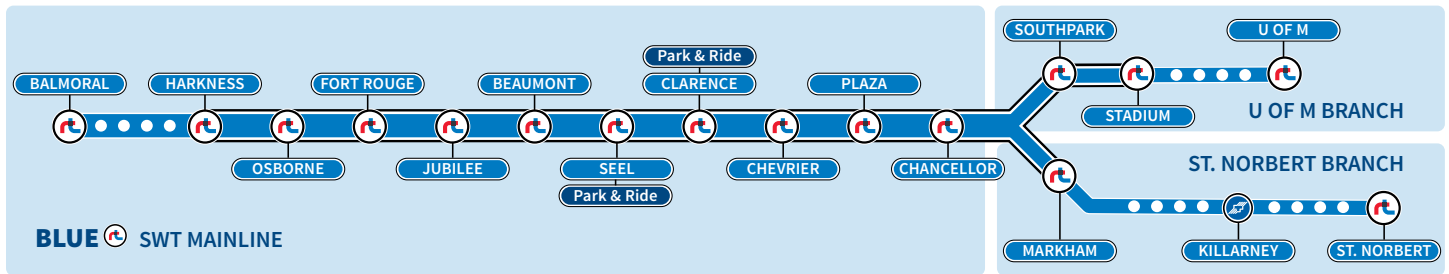 BALMORAL
HARKNESS
OSBORNE
FORT ROUGE
JUBILEE
BEAUMONT
SEEL
Park & Ride
Park & Ride
CLARENCE
CHEVRIER
PLAZA
CHANCELLOR
BLUE rt SWT MAINLINE
SOUTHPARK
STADIUM
U OF M
U OF M BRANCH
ST. NORBERT BRANCH
MARKHAM
KILLARNEY
ST. NORBERT